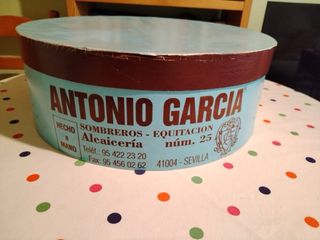 ANTONIO GARCIA
HECHO
A
MANO
SOMBREROS - EQUITACION
Alcaicería núm. 25
Teléf.: 95 422 23 20
Fax: 95 456 02 62
41004 - SEVILLA